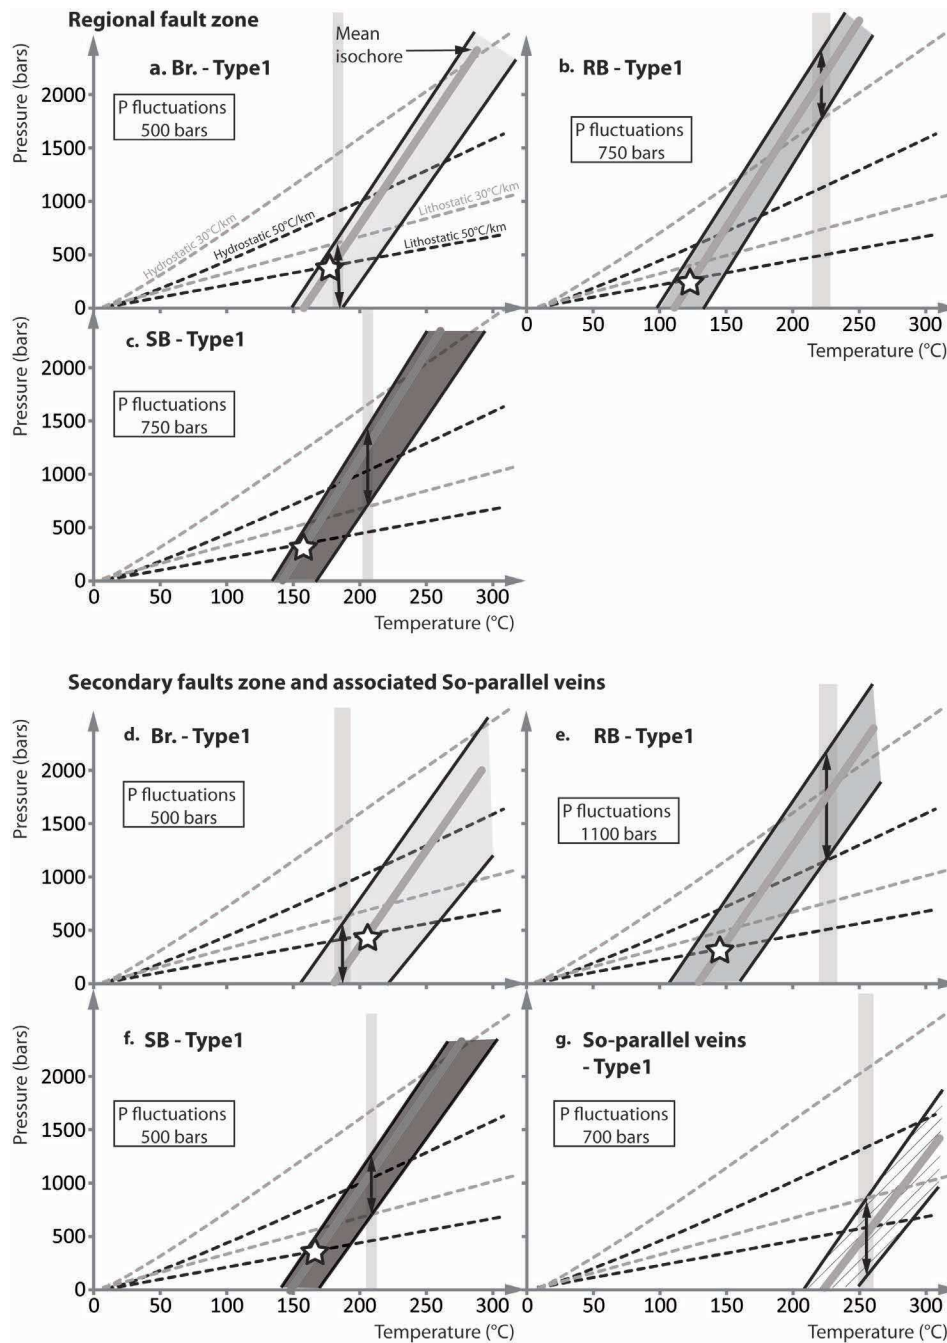 Regional fault zone
Pressure (bars)
2000
1500
1000
500
0
a. Br. - Type1
P fluctuations
500 bars
Mean
isochore
Hydrostatic 30°C/km
Hydrostatic 50°C/km
Lithostatic 30°C/km
Lithostatic 50°C/km
b. RB - Type1
P fluctuations
750 bars
0 50 100 150 200 250 300
Temperature (°C)
Pressure (bars)
2000
1500
1000
500
0
c. SB - Type1
P fluctuations
750 bars
0 50 100 150 200 250 300
Temperature (°C)
Secondary faults zone and associated So-parallel veins
Pressure (bars)
2000
1500
1000
500
0
d. Br. - Type1
P fluctuations
500 bars
e. RB - Type1
P fluctuations
1100 bars
Pressure (bars)
2000
1500
1000
500
0
f. SB - Type1
P fluctuations
500 bars
0 50 100 150 200 250 300
Temperature (°C)
g. So-parallel veins
- Type1
P fluctuations
700 bars
0 50 100 150 200 250 300
Temperature (°C)